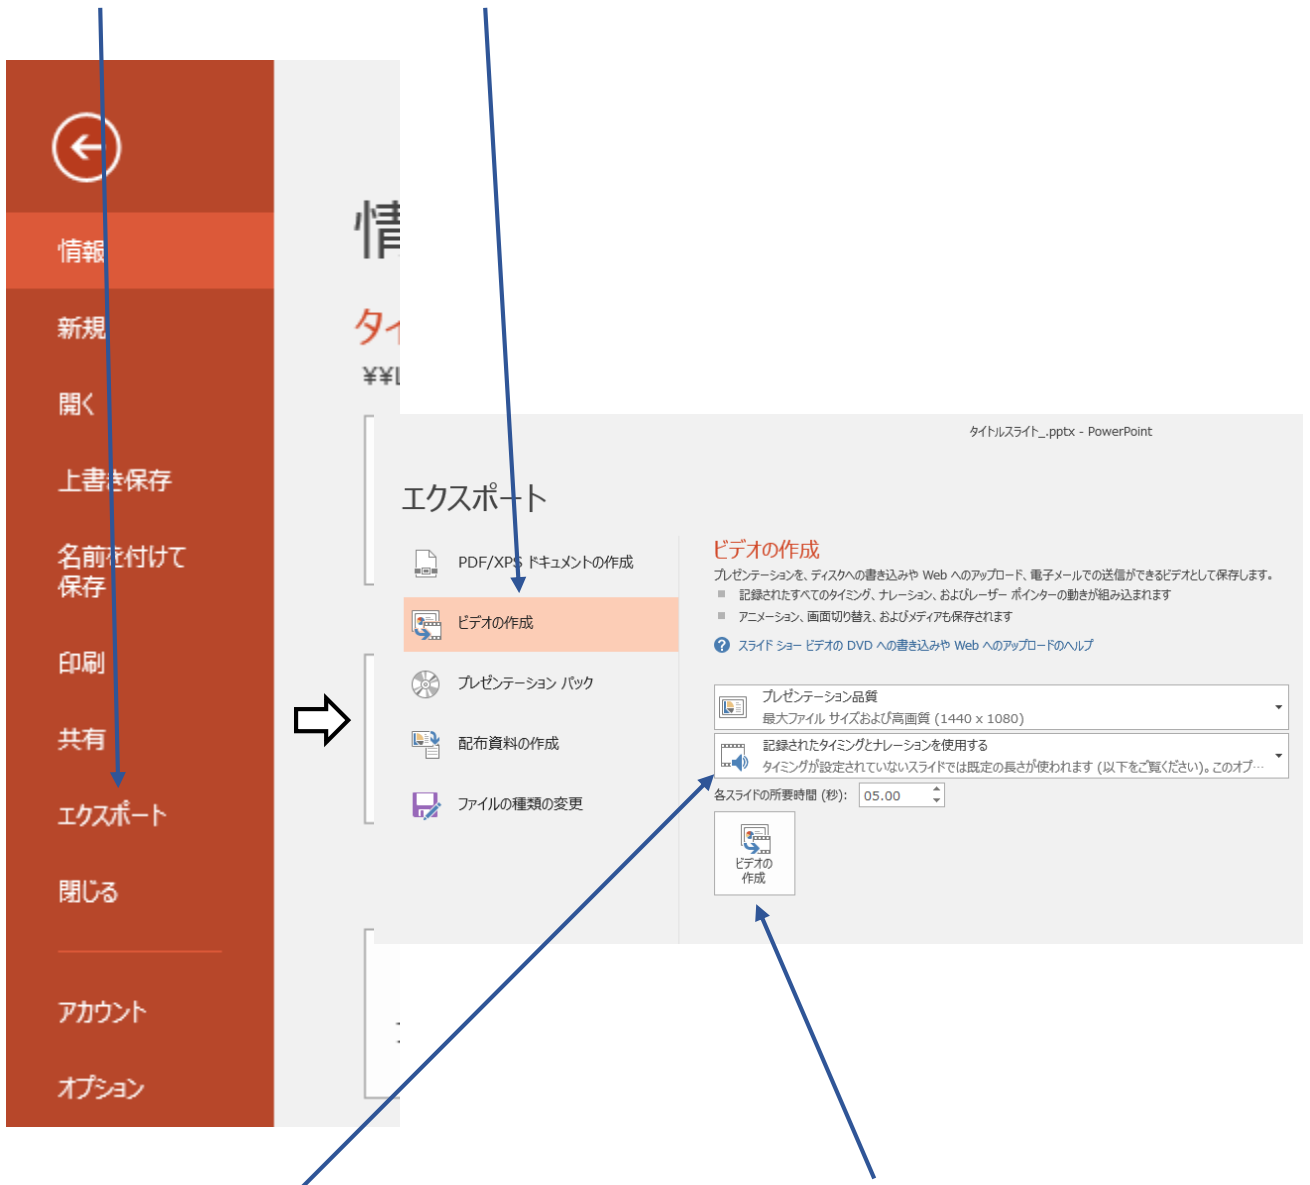 情報
新規
開く
上書き保存
名前を付けて
保存
印刷
共有
エクスポート
閉じる
アカウント
オプション
情
タイ
¥¥L
タイトルスライト_.pptx - PowerPoint
エクスポート
PDF/XPS ドキュメントの作成
ビデオの作成
プレゼンテーション パック
配布資料の作成
ファイルの種類の変更
ビデオの作成
プレゼンテーションを、ディスクへの書き込みや Web へのアップロード、電子メールでの送信ができるビデオとして保存します。
記録されたすべてのタイミング、ナレーション、およびレーザー ポインターの動きが組み込まれます
アニメーション、画面切り替え、およびメディアも保存されます
スライド ショー ビデオの DVD への書き込みや Web へのアップロードのヘルプ
プレゼンテーション品質
最大ファイル サイズおよび高画質 (1440 x 1080)
記録されたタイミングとナレーションを使用する
タイミングが設定されていないスライドでは既定の長さが使われます (以下をご覧ください)。このオプ…
各スライドの所要時間 (秒): 05.00
ビデオの
作成